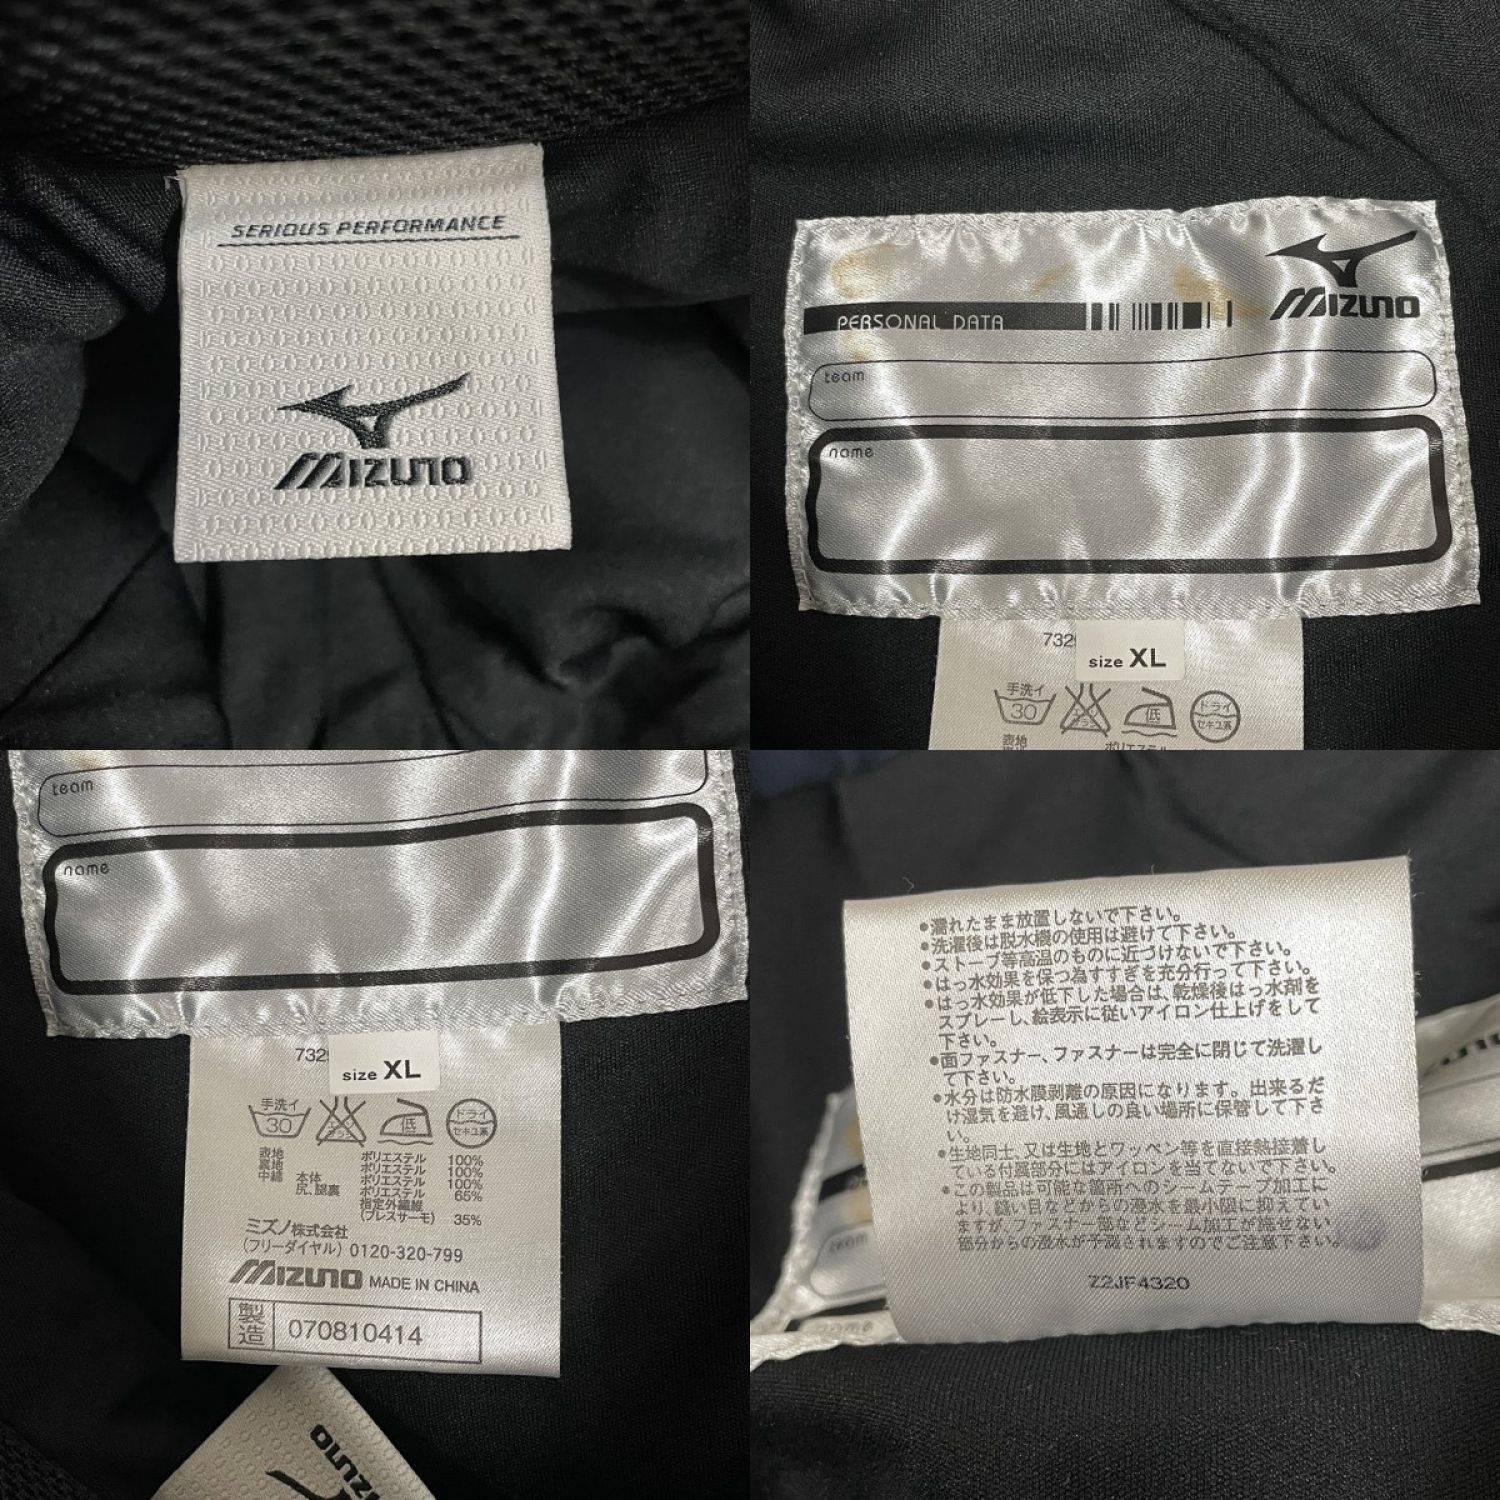 SERIOUS PERFORMANCE
MIZUNO
PERSONAL DATA
MIZUNO
team
name
732
size XL
手洗イ
30
低
ドライ
セキユ系
表地
ポリエステル
team
name
732
size XL
手洗イ
30
低
ドライ
セキユ系
表地 ポリエステル 100%
裏地 ポリエステル 100%
中綿 本体 ポリエステル 100%
尻、腿裏 ポリエステル 65%
指定外繊維
(ブレスサーモ) 35%
ミズノ株式会社
(フリーダイヤル) 0120-320-799
MIZUNO MADE IN CHINA
製造 070810414
MIZUNO
•濡れたまま放置しないで下さい。
•洗濯後は脱水機の使用は避けて下さい。
•ストーブ等高温のものに近づけないで下さい。
•はっ水効果を保つ為すすぎを充分行って下さい。
•はっ水効果が低下した場合は、乾燥後はっ水剤を
スプレーし、絵表示に従いアイロン仕上げをして
下さい。
•面ファスナー、ファスナーは完全に閉じて洗濯し
て下さい。
•水分は防水膜剥離の原因になります。出来るだ
け湿気を避け、風通しの良い場所に保管して下さ
い。
•生地同士、又は生地とワッペン等を直接熱接着し
ている付属部分にはアイロンを当てないで下さい。
•この製品は可能な箇所へのシームテープ加工に
より、縫い目などからの浸水を最小限に抑えてい
ますが、ファスナー部などシーム加工が施せない
部分からの浸水が予測されますのでご注意下さい。
Z2JF4320
team
name